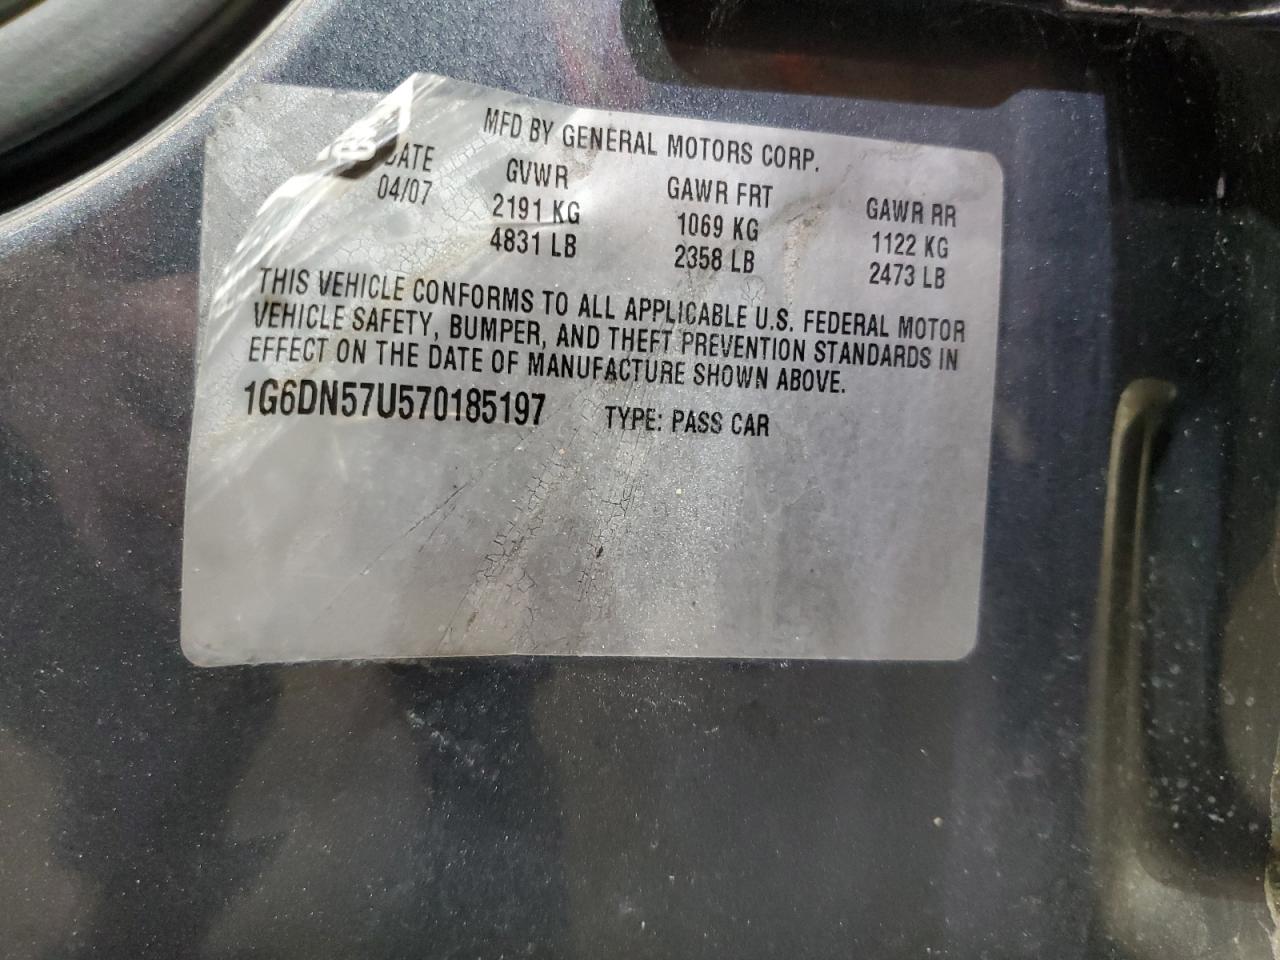 MFD BY GENERAL MOTORS CORP.
DATE GVWR GAWR FRT GAWR RR
04/07 2191 KG 1069 KG 1122 KG
4831 LB 2358 LB 2473 LB
THIS VEHICLE CONFORMS TO ALL APPLICABLE U.S. FEDERAL MOTOR
VEHICLE SAFETY, BUMPER, AND THEFT PREVENTION STANDARDS IN
EFFECT ON THE DATE OF MANUFACTURE SHOWN ABOVE.
1G6DN57U570185197 TYPE: PASS CAR